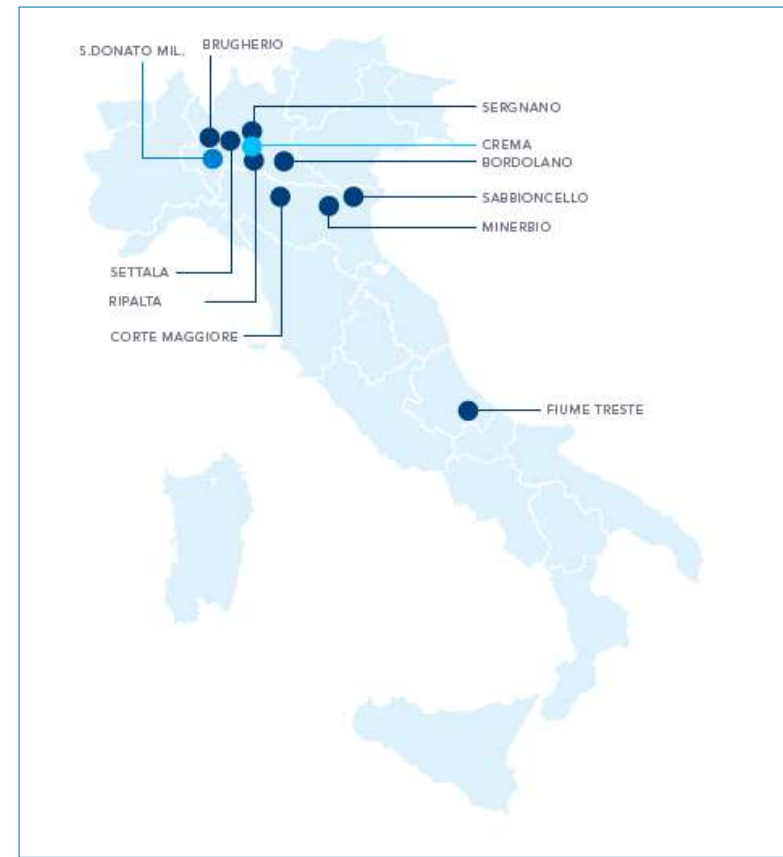 BRUGHERIO
S.DONATO MIL.
SERGNANO
CREMA
BORDOLANO
SABBIONCELLO
MINERBIO
SETTALA
RIPALTA
CORTE MAGGIORE
FIUME TRESTE